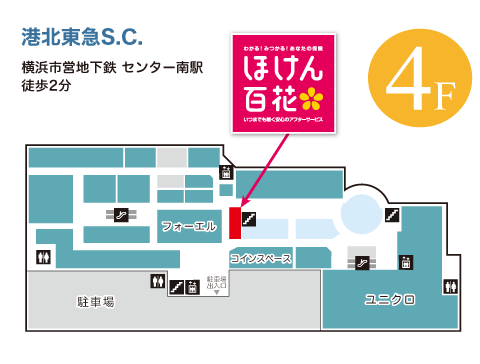 港北東急S.C.
横浜市営地下鉄 センター南駅
徒歩2分
わかる!みつかる!あなたの保険
ほけん
百花
いつまでも続く安心のアフターサービス
4F
フォーエル
コインスペース
駐車場
出入口
駐車場
ユニクロ